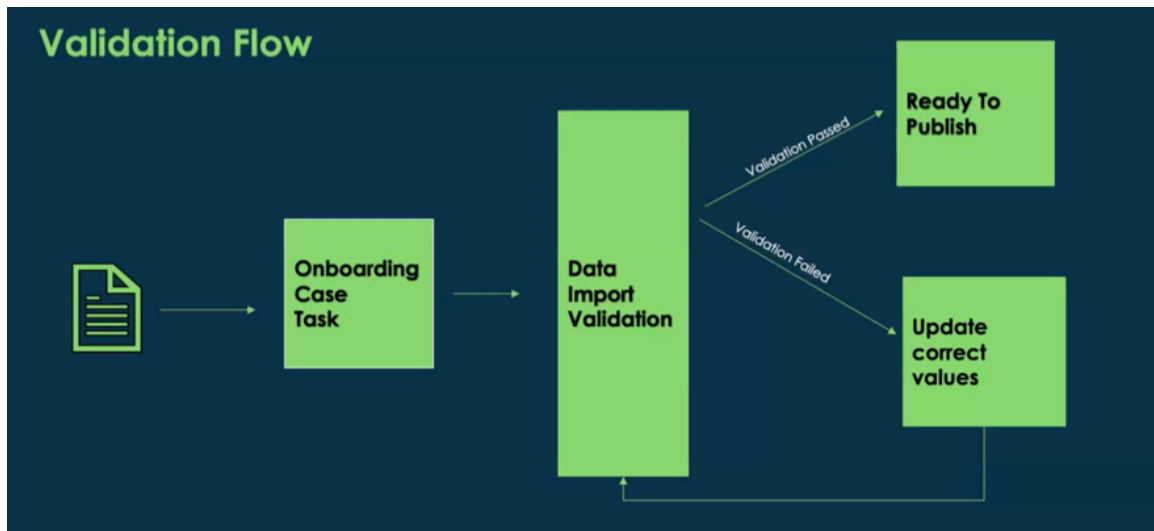 Validation Flow
Onboarding
Case
Task
Data
Import
Validation
Validation Passed
Ready To
Publish
Validation Failed
Update
correct
values